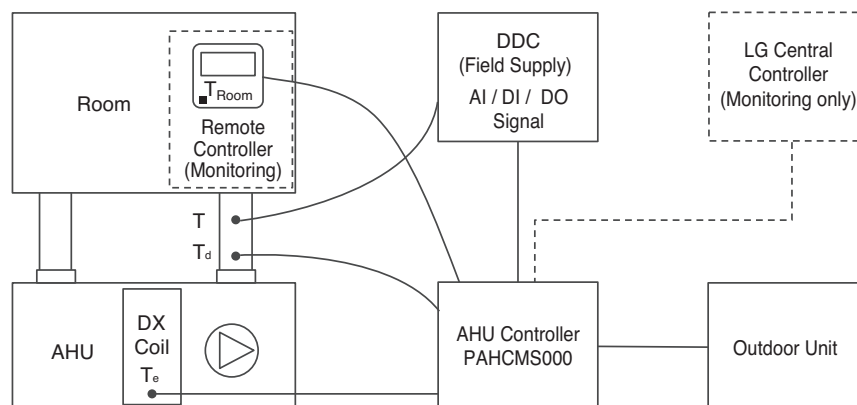 Room
T Room
Remote
Controller
(Monitoring)
DDC
(Field Supply)
AI / DI / DO
Signal
LG Central
Controller
(Monitoring only)
T
Td
AHU
DX
Coil
Te
AHU Controller
PAHCMS000
Outdoor Unit